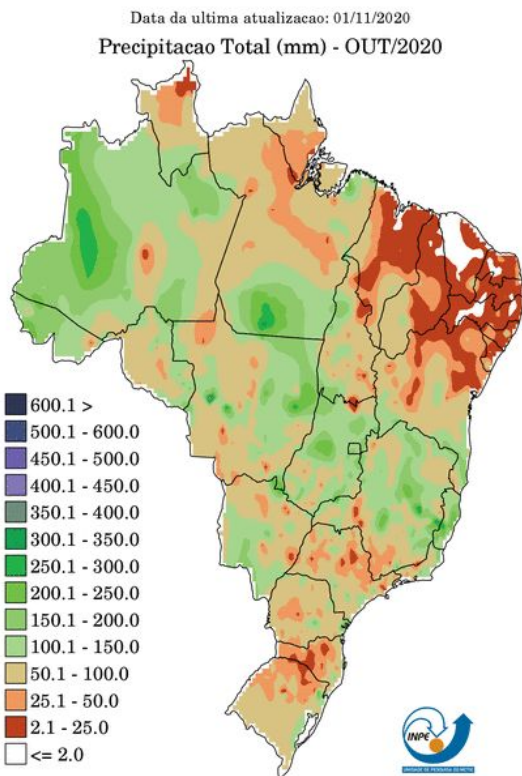 Data da ultima atualizacao: 01/11/2020
Precipitacao Total (mm) - OUT/2020
600.1 >
500.1 - 600.0
450.1 - 500.0
400.1 - 450.0
350.1 - 400.0
300.1 - 350.0
250.1 - 300.0
200.1 - 250.0
150.1 - 200.0
100.1 - 150.0
50.1 - 100.0
25.1 - 50.0
2.1 - 25.0
<= 2.0
INPE